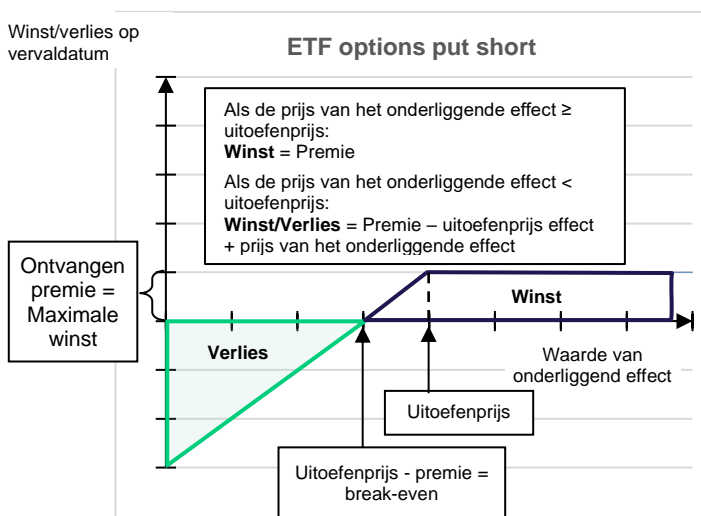 Winst/verlies op
vervaldatum
ETF options put short
Als de prijs van het onderliggende effect ≥
uitoefenprijs:
Winst = Premie
Als de prijs van het onderliggende effect <
uitoefenprijs:
Winst/Verlies = Premie – uitoefenprijs effect
+ prijs van het onderliggende effect
Ontvangen
premie =
Maximale
winst
Winst
Verlies
Waarde van
onderliggend effect
Uitoefenprijs
Uitoefenprijs - premie =
break-even